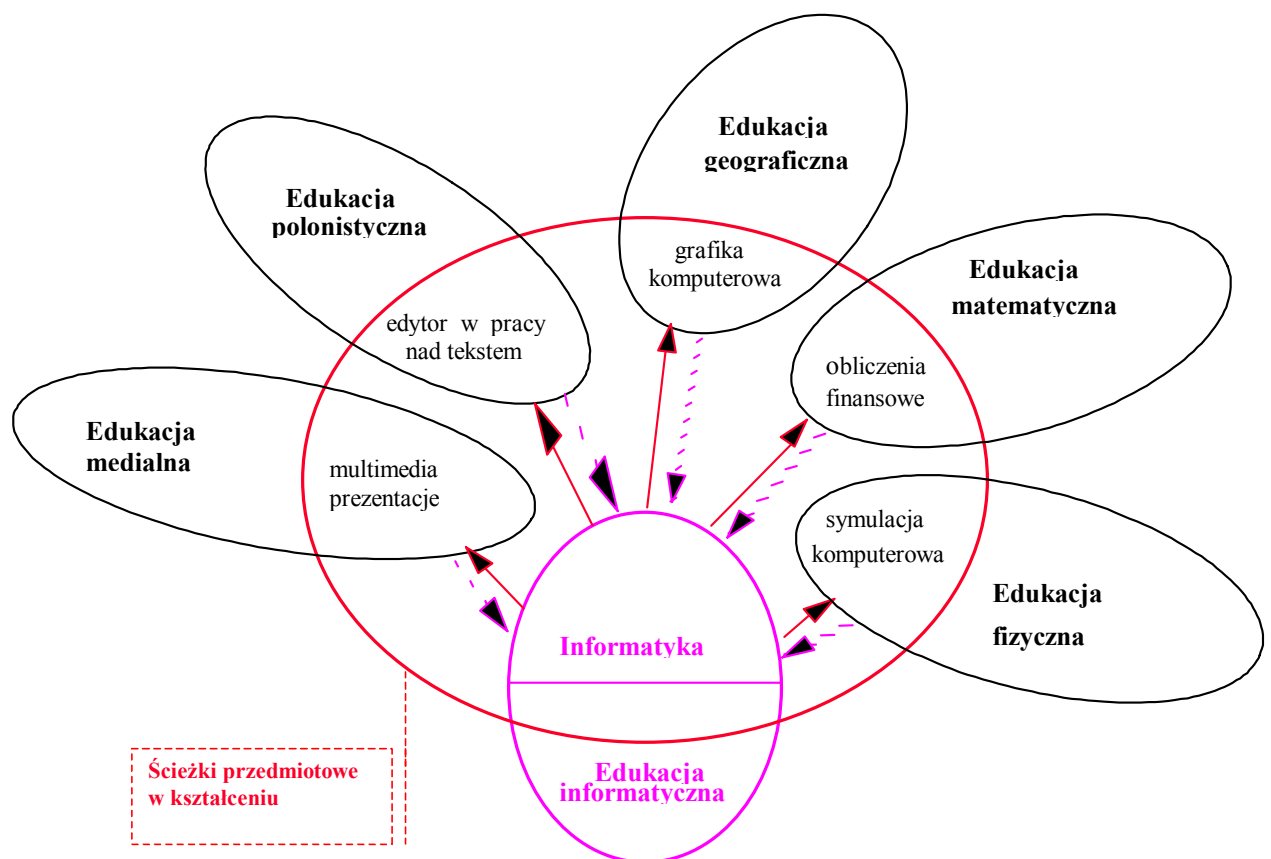 Edukacja
geograficzna
grafika
komputerowa
Edukacja
polonistyczna
edytor w pracy
nad tekstem
Edukacja
matematyczna
obliczenia
finansowe
Edukacja
medialna
multimedia
prezentacje
symulacja
komputerowa
Edukacja
fizyczna
Informatyka
Edukacja
informatyczna
Ścieżki przedmiotowe
w kształceniu